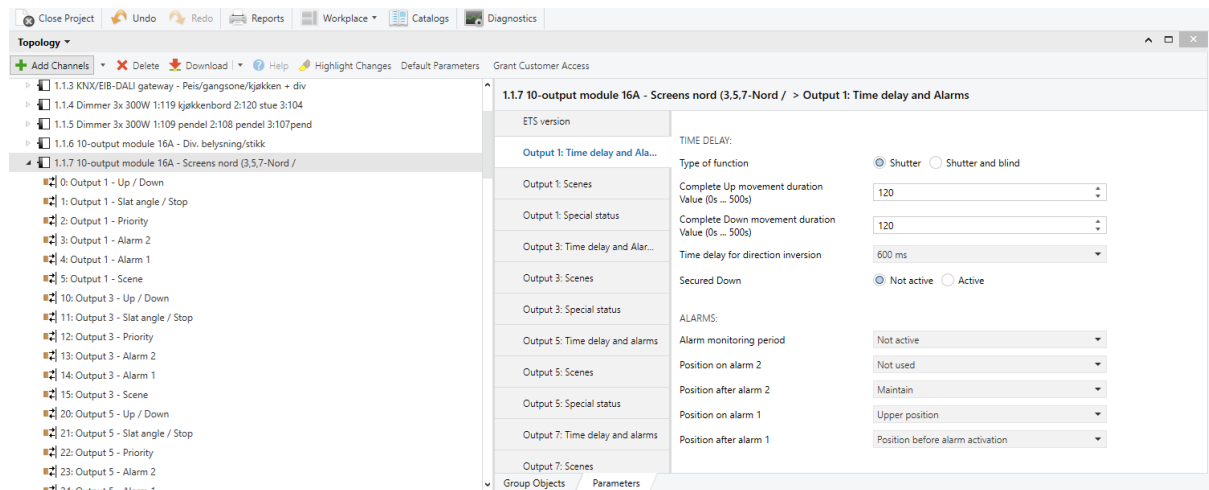 Close Project Undo Redo Reports Workplace Catalogs Diagnostics
Topology
Add Channels Delete Download Help Highlight Changes Default Parameters Grant Customer Access
1.1.3 KNX/EIB-DALI gateway - Peis/gangsone/kjøkken + div
1.1.4 Dimmer 3x 300W 1:119 kjøkkenbord 2:120 stue 3:104
1.1.5 Dimmer 3x 300W 1:109 pendel 2:108 pendel 3:107pend
1.1.6 10-output module 16A - Div. belysning/stikk
1.1.7 10-output module 16A - Screens nord (3,5,7-Nord /
0: Output 1 - Up / Down
1: Output 1 - Slat angle / Stop
2: Output 1 - Priority
3: Output 1 - Alarm 2
4: Output 1 - Alarm 1
5: Output 1 - Scene
10: Output 3 - Up / Down
11: Output 3 - Slat angle / Stop
12: Output 3 - Priority
13: Output 3 - Alarm 2
14: Output 3 - Alarm 1
15: Output 3 - Scene
20: Output 5 - Up / Down
21: Output 5 - Slat angle / Stop
22: Output 5 - Priority
23: Output 5 - Alarm 2
24: Output 5 - Alarm 1
1.1.7 10-output module 16A - Screens nord (3,5,7-Nord / > Output 1: Time delay and Alarms
ETS version
Output 1: Time delay and Ala...
Output 1: Scenes
Output 1: Special status
Output 3: Time delay and Alar...
Output 3: Scenes
Output 3: Special status
Output 5: Time delay and alarms
Output 5: Scenes
Output 5: Special status
Output 7: Time delay and alarms
Output 7: Scenes
TIME DELAY:
Type of function Shutter Shutter and blind
Complete Up movement duration
Value (0s ... 500s) 120
Complete Down movement duration
Value (0s ... 500s) 120
Time delay for direction inversion 600 ms
Secured Down Not active Active
ALARMS:
Alarm monitoring period Not active
Position on alarm 2 Not used
Position after alarm 2 Maintain
Position on alarm 1 Upper position
Position after alarm 1 Position before alarm activation
Group Objects Parameters